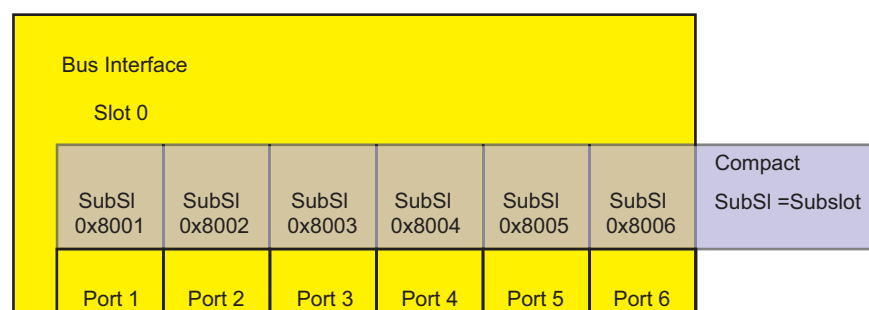 Bus Interface
Slot 0
Compact
SubSl SubSl SubSl SubSl SubSl SubSl SubSl =Subslot
0x8001 0x8002 0x8003 0x8004 0x8005 0x8006
Port 1 Port 2 Port 3 Port 4 Port 5 Port 6